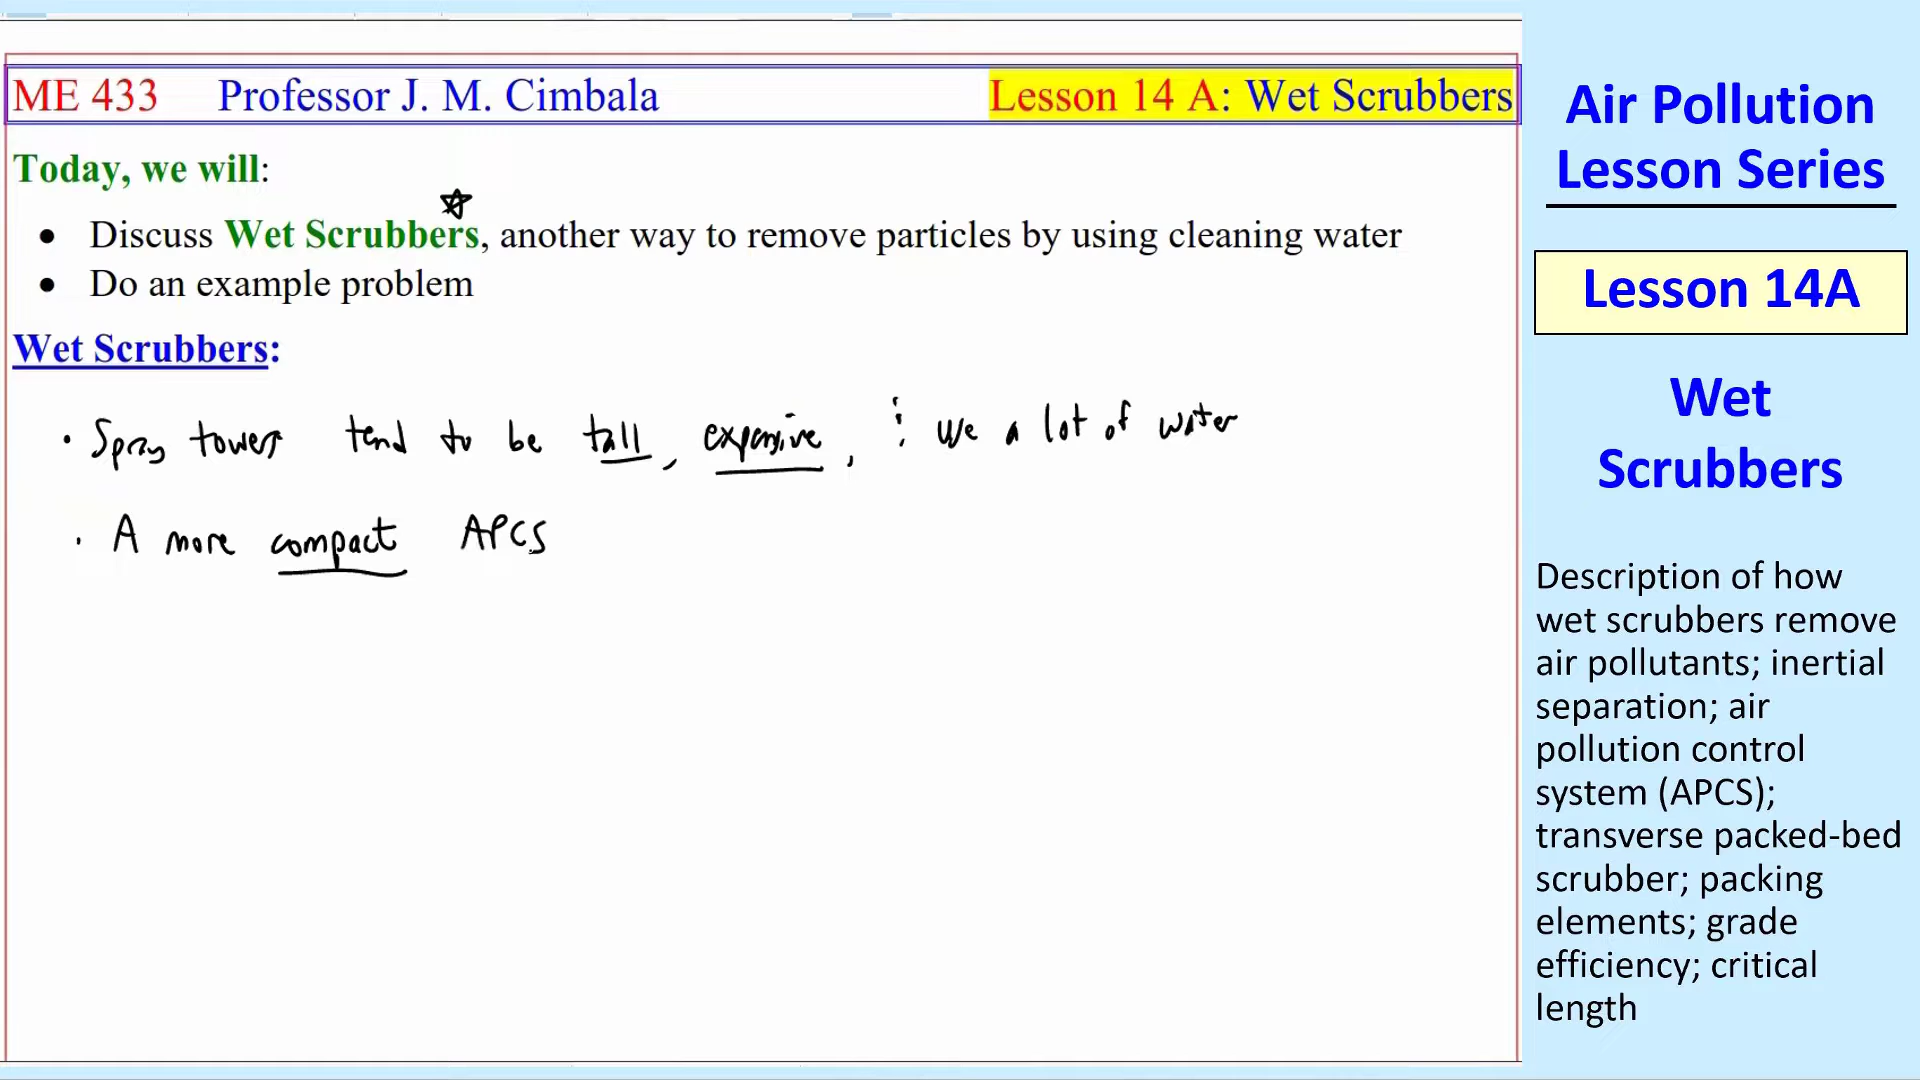 ME 433 Professor J. M. Cimbala Lesson 14 A: Wet Scrubbers
Today, we will:
• Discuss Wet Scrubbers, another way to remove particles by using cleaning water
• Do an example problem
Wet Scrubbers:
• Spray towers tend to be tall, expensive, & use a lot of water
• A more compact APCS
Air Pollution
Lesson Series
Lesson 14A
Wet
Scrubbers
Description of how
wet scrubbers remove
air pollutants; inertial
separation; air
pollution control
system (APCS);
transverse packed-bed
scrubber; packing
elements; grade
efficiency; critical
length